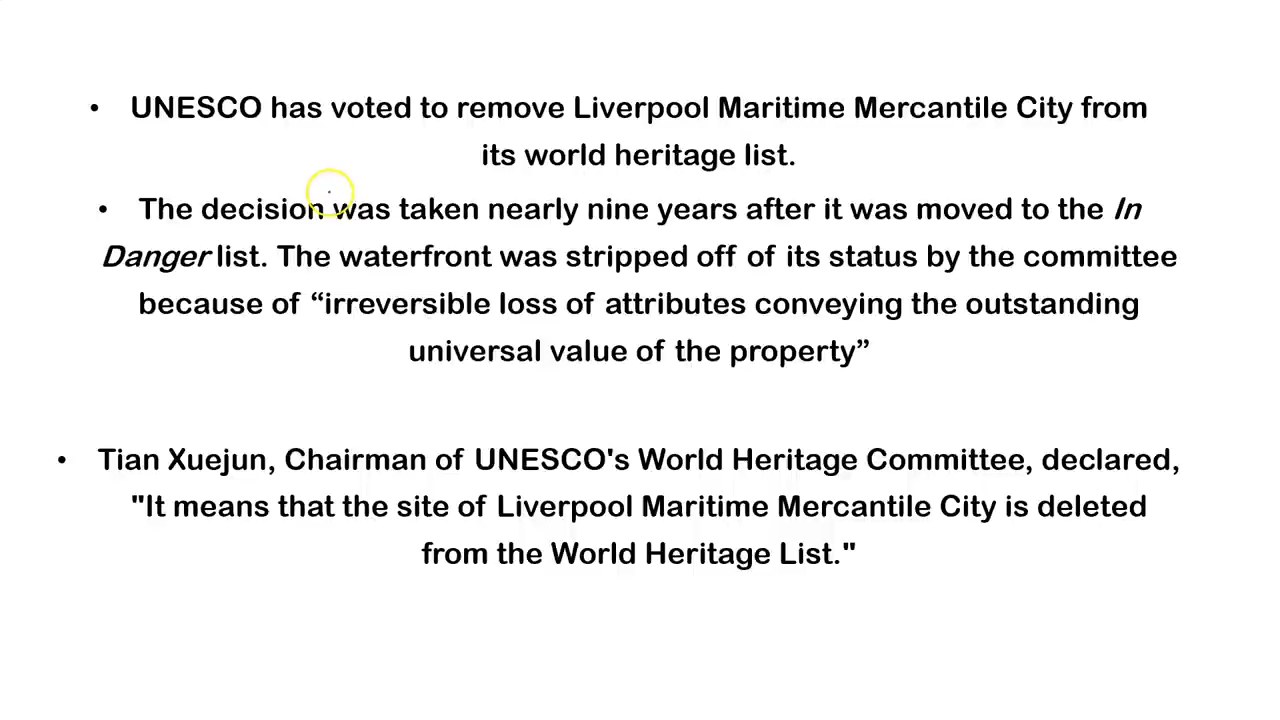 • UNESCO has voted to remove Liverpool Maritime Mercantile City from
its world heritage list.
• The decision was taken nearly nine years after it was moved to the In
Danger list. The waterfront was stripped off of its status by the committee
because of “irreversible loss of attributes conveying the outstanding
universal value of the property”
• Tian Xuejun, Chairman of UNESCO's World Heritage Committee, declared,
"It means that the site of Liverpool Maritime Mercantile City is deleted
from the World Heritage List."